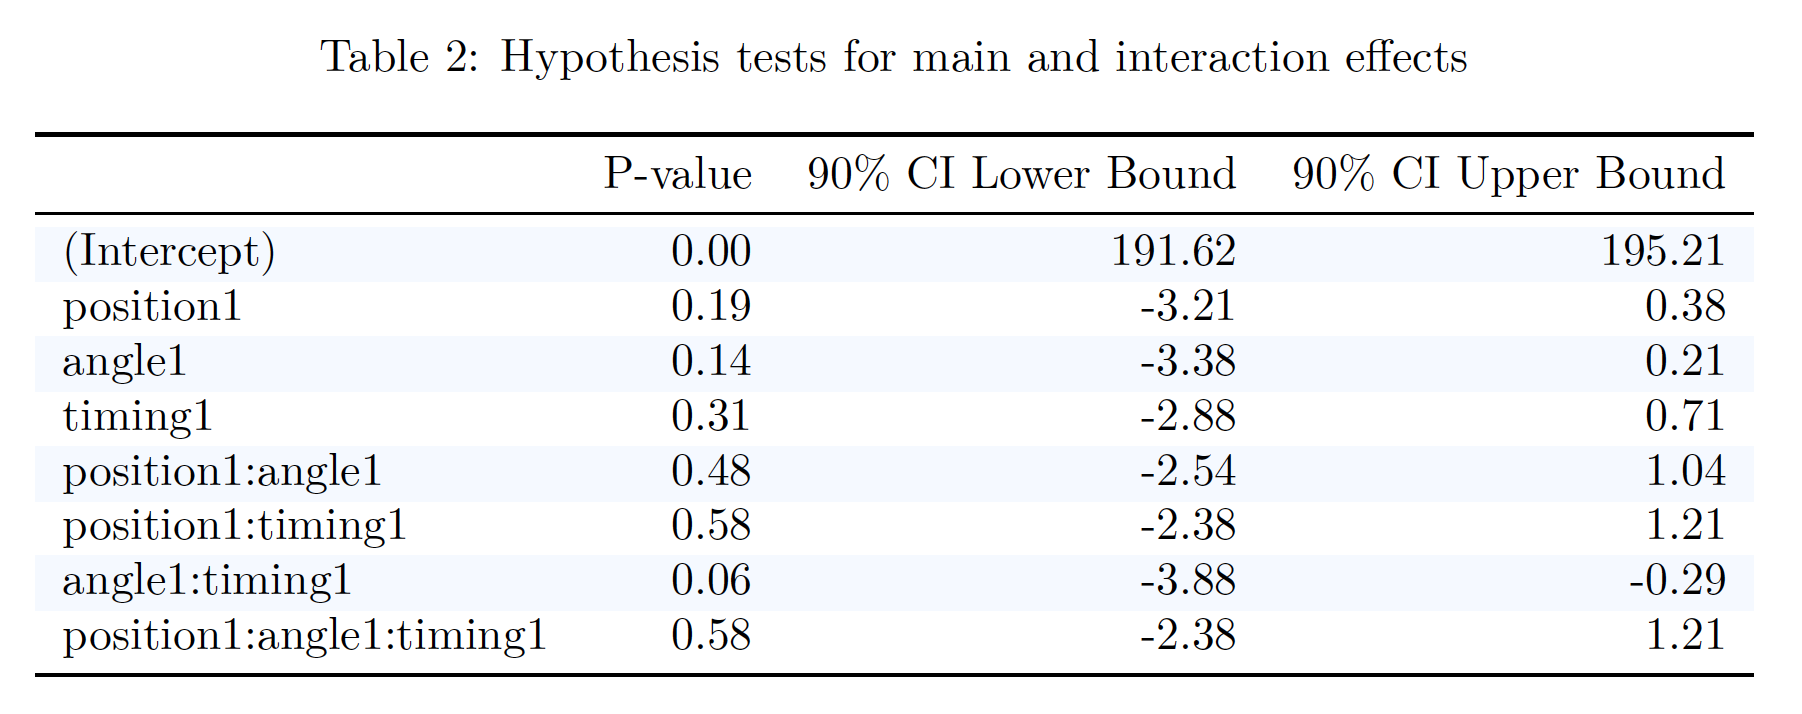 Table 2: Hypothesis tests for main and interaction effects
P-value 90% CI Lower Bound 90% CI Upper Bound
(Intercept) 0.00 191.62 195.21
position1 0.19 -3.21 0.38
angle1 0.14 -3.38 0.21
timing1 0.31 -2.88 0.71
position1:angle1 0.48 -2.54 1.04
position1:timing1 0.58 -2.38 1.21
angle1:timing1 0.06 -3.88 -0.29
position1:angle1:timing1 0.58 -2.38 1.21